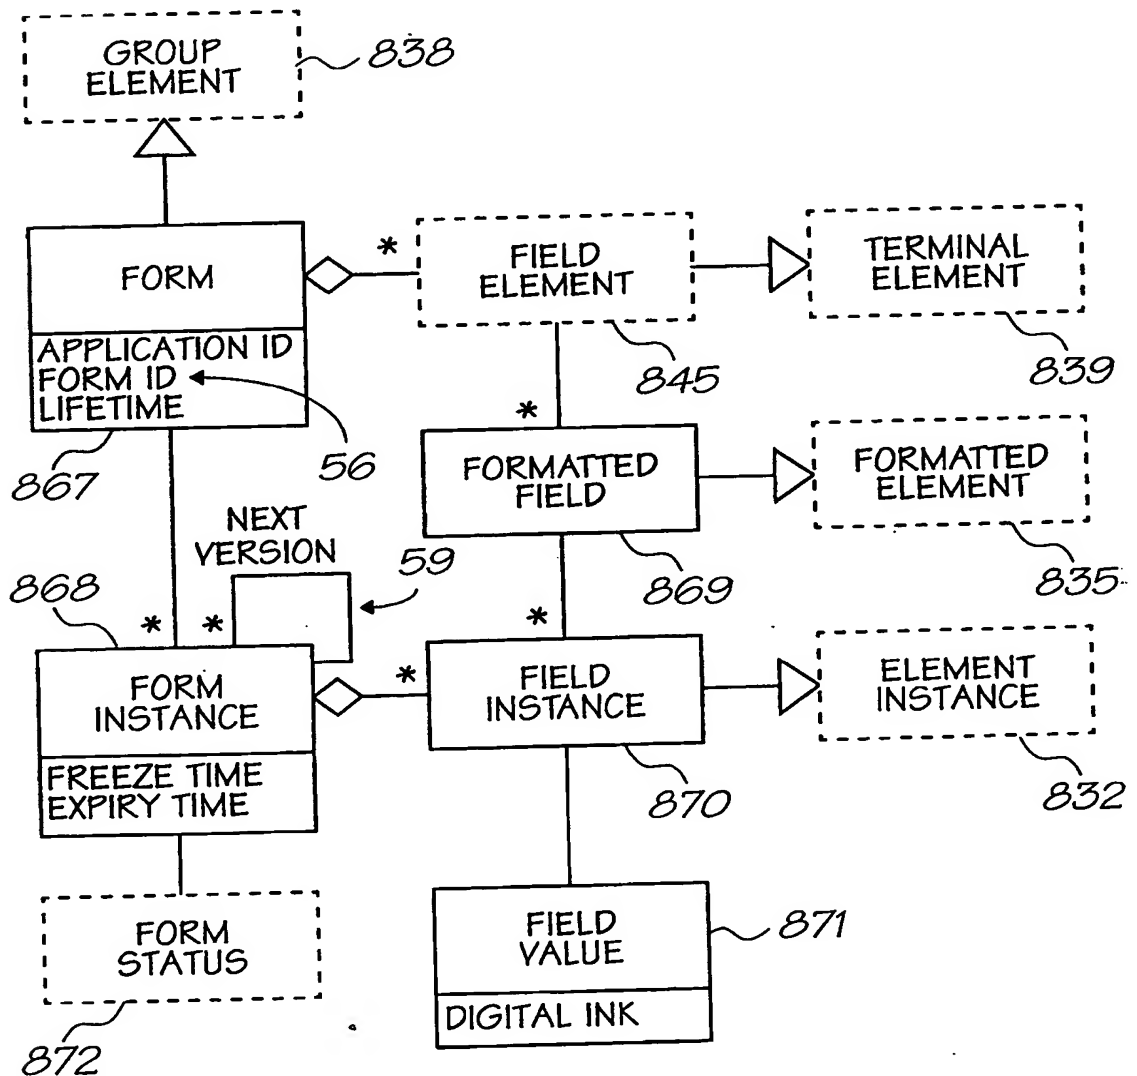 GROUP
ELEMENT
838
FORM
*
FIELD
ELEMENT
TERMINAL
ELEMENT
APPLICATION ID
FORM ID
LIFETIME
845
839
867
56
*
FORMATTED
FIELD
FORMATTED
ELEMENT
NEXT
VERSION
59
869
835
868
*
*
*
FORM
INSTANCE
*
FIELD
INSTANCE
ELEMENT
INSTANCE
FREEZE TIME
EXPIRY TIME
870
832
FORM
STATUS
FIELD
VALUE
871
DIGITAL INK
872